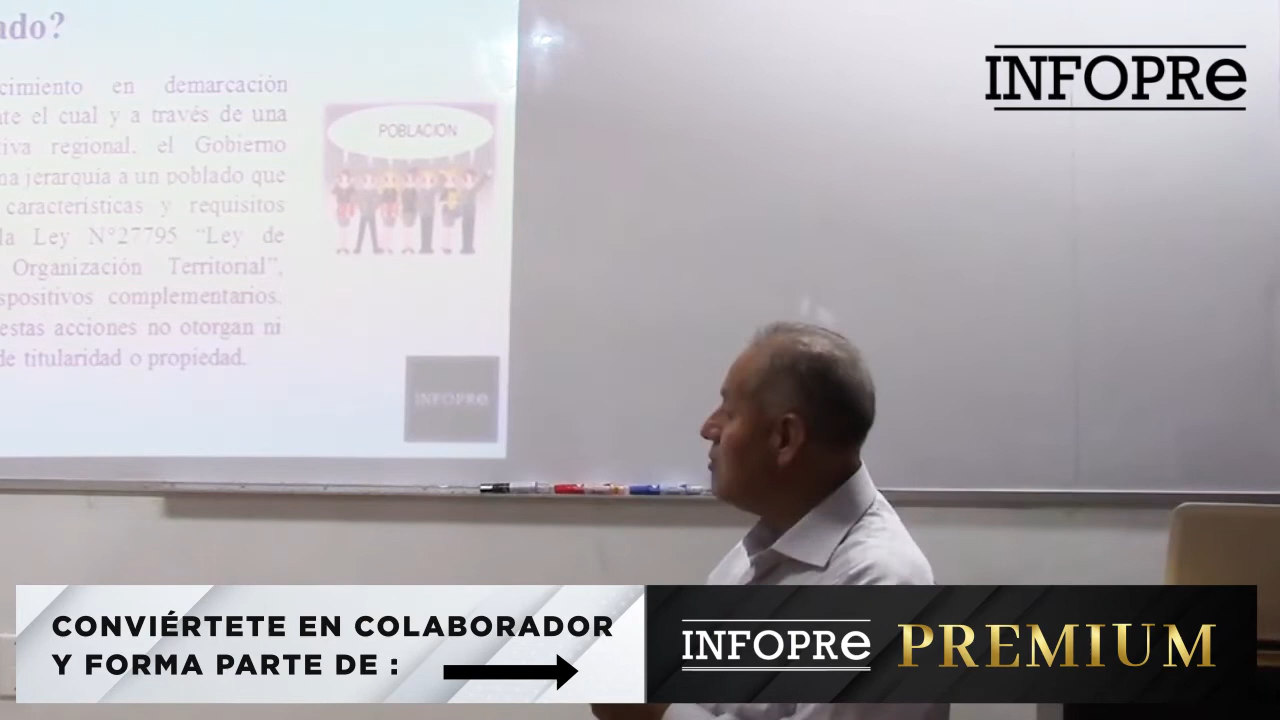 ado?
cimiento en demarcación
te el cual y a través de una
tiva regional, el Gobierno
na jerarquía a un poblado que
características y requisitos
la Ley N°27795 “Ley de
Organización Territorial”,
spositivos complementarios.
estas acciones no otorgan ni
de titularidad o propiedad.
POBLACION
INFOPRe
INFOPRe
CONVIÉRTETE EN COLABORADOR
Y FORMA PARTE DE :
INFOPRe PREMIUM